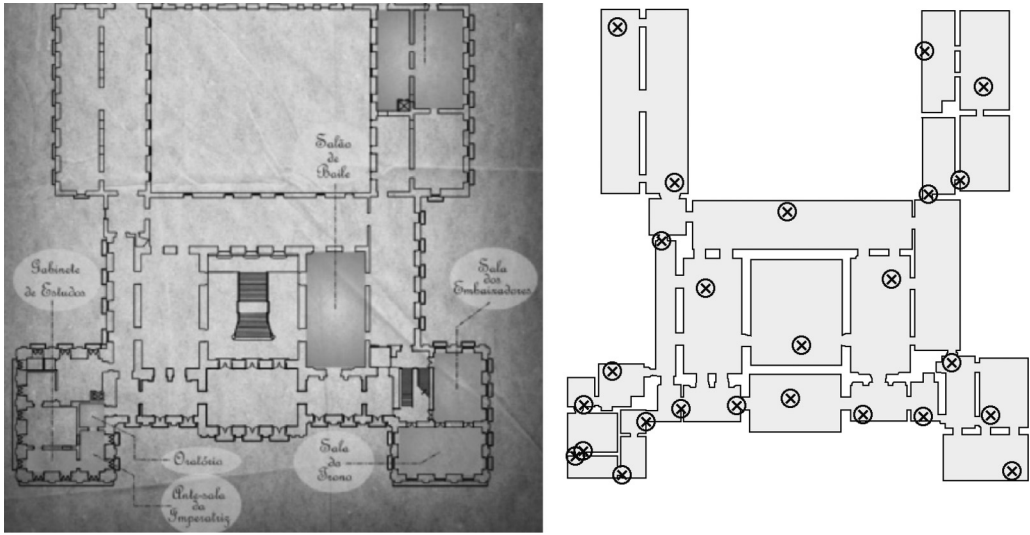 Salão
de
Baile
Gabinete
de Estudos
Sala
dos
Embaixadores
Oratório
Sala
do
Trono
Ante-sala
da
Imperatriz